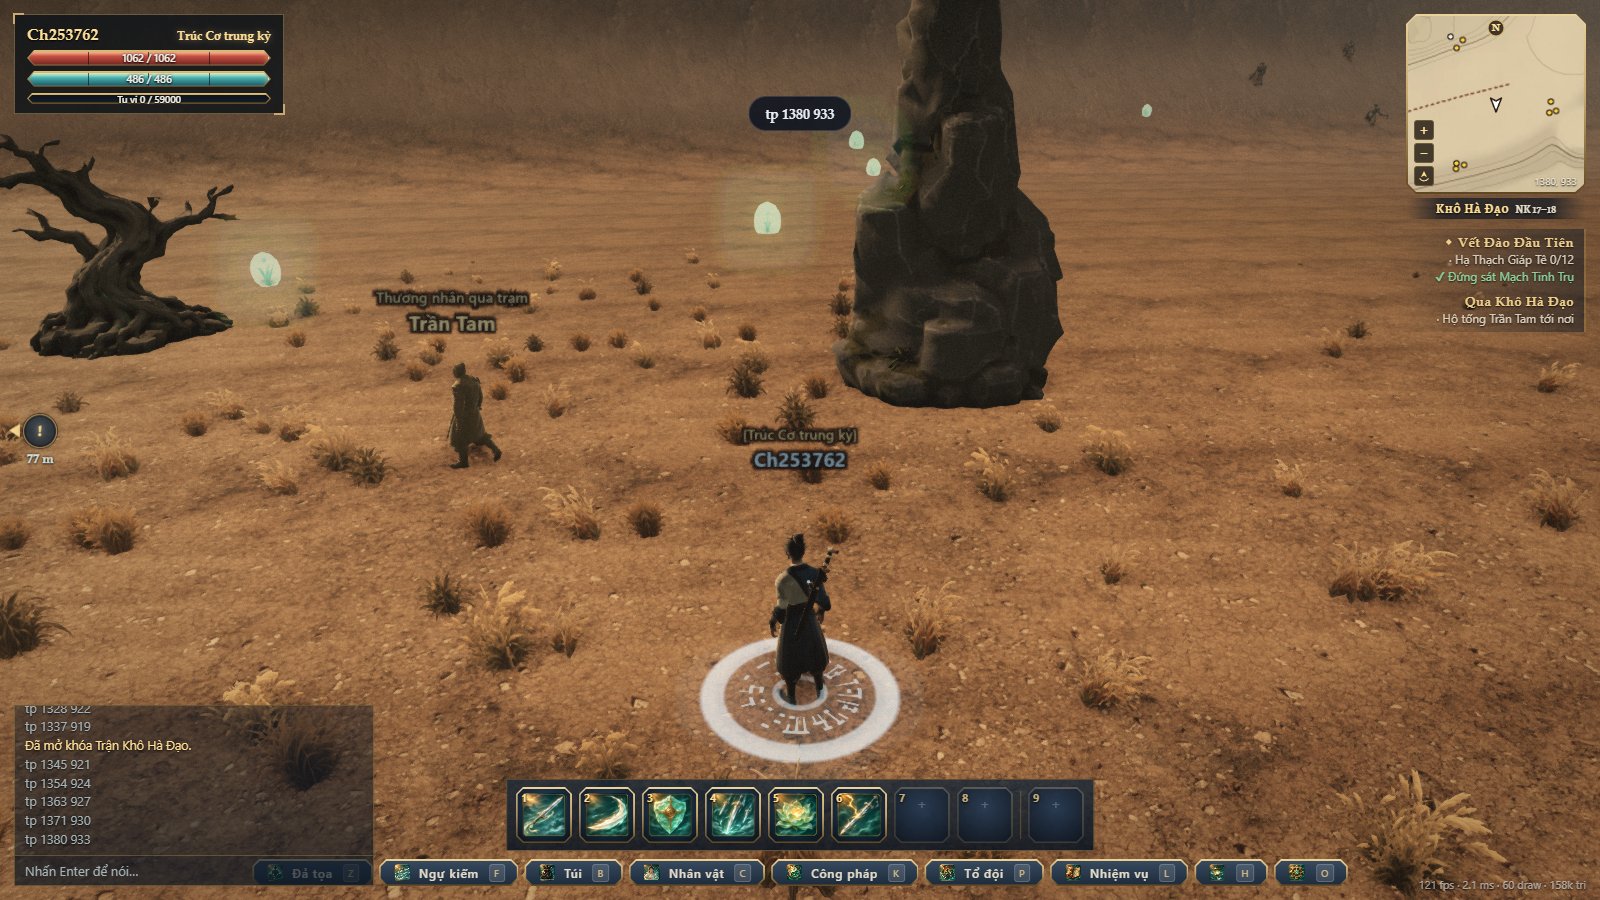 Ch253762
Trúc Cơ trung kỳ
1062 / 1062
486 / 486
Tu vi 0 / 59000
tp 1380 933
N
+
−
1380, 933
Khô Hà Đạo NK 17–18
Vết Đào Đầu Tiên
· Hạ Thạch Giáp Tê 0/12
✓ Đứng sát Mạch Tinh Trụ
Qua Khô Hà Đạo
· Hộ tống Trần Tam tới nơi
Thương nhân qua trạm
Trần Tam
!
77 m
[Trúc Cơ trung kỳ]
Ch253762
tp 1328 922
tp 1337 919
Đã mở khóa Trận Khô Hà Đạo.
tp 1345 921
tp 1354 924
tp 1363 927
tp 1371 930
tp 1380 933
Nhấn Enter để nói...
1 2 3 4 5 6 7 + 8 + 9 +
Đả tọa Z
Ngự kiếm F
Túi B
Nhân vật C
Công pháp K
Tổ đội P
Nhiệm vụ L
H
O
121 fps · 2.1 ms · 60 draw · 158k tri